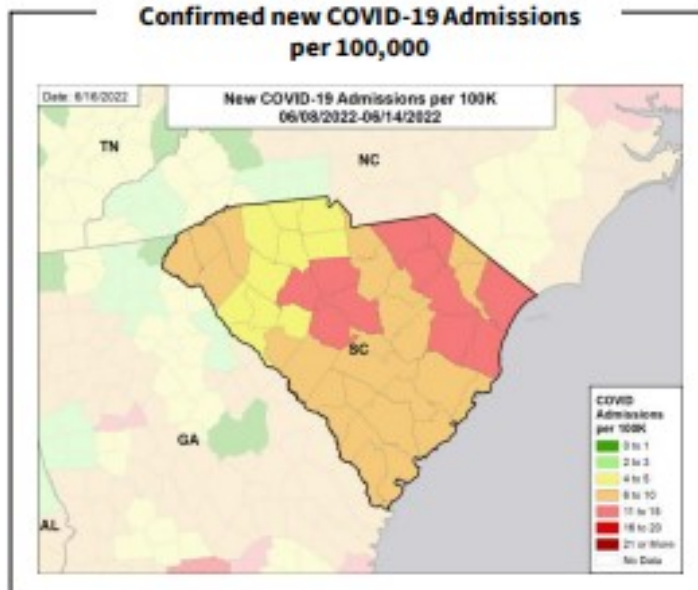 Confirmed new COVID-19 Admissions
per 100,000
Date: 6/16/2022
New COVID-19 Admissions per 100K
06/08/2022-06/14/2022
TN
NC
SC
GA
AL
COVID
Admissions
per 100K
0 to 1
2 to 3
4 to 5
6 to 10
11 to 15
16 to 20
21 or More
No Data